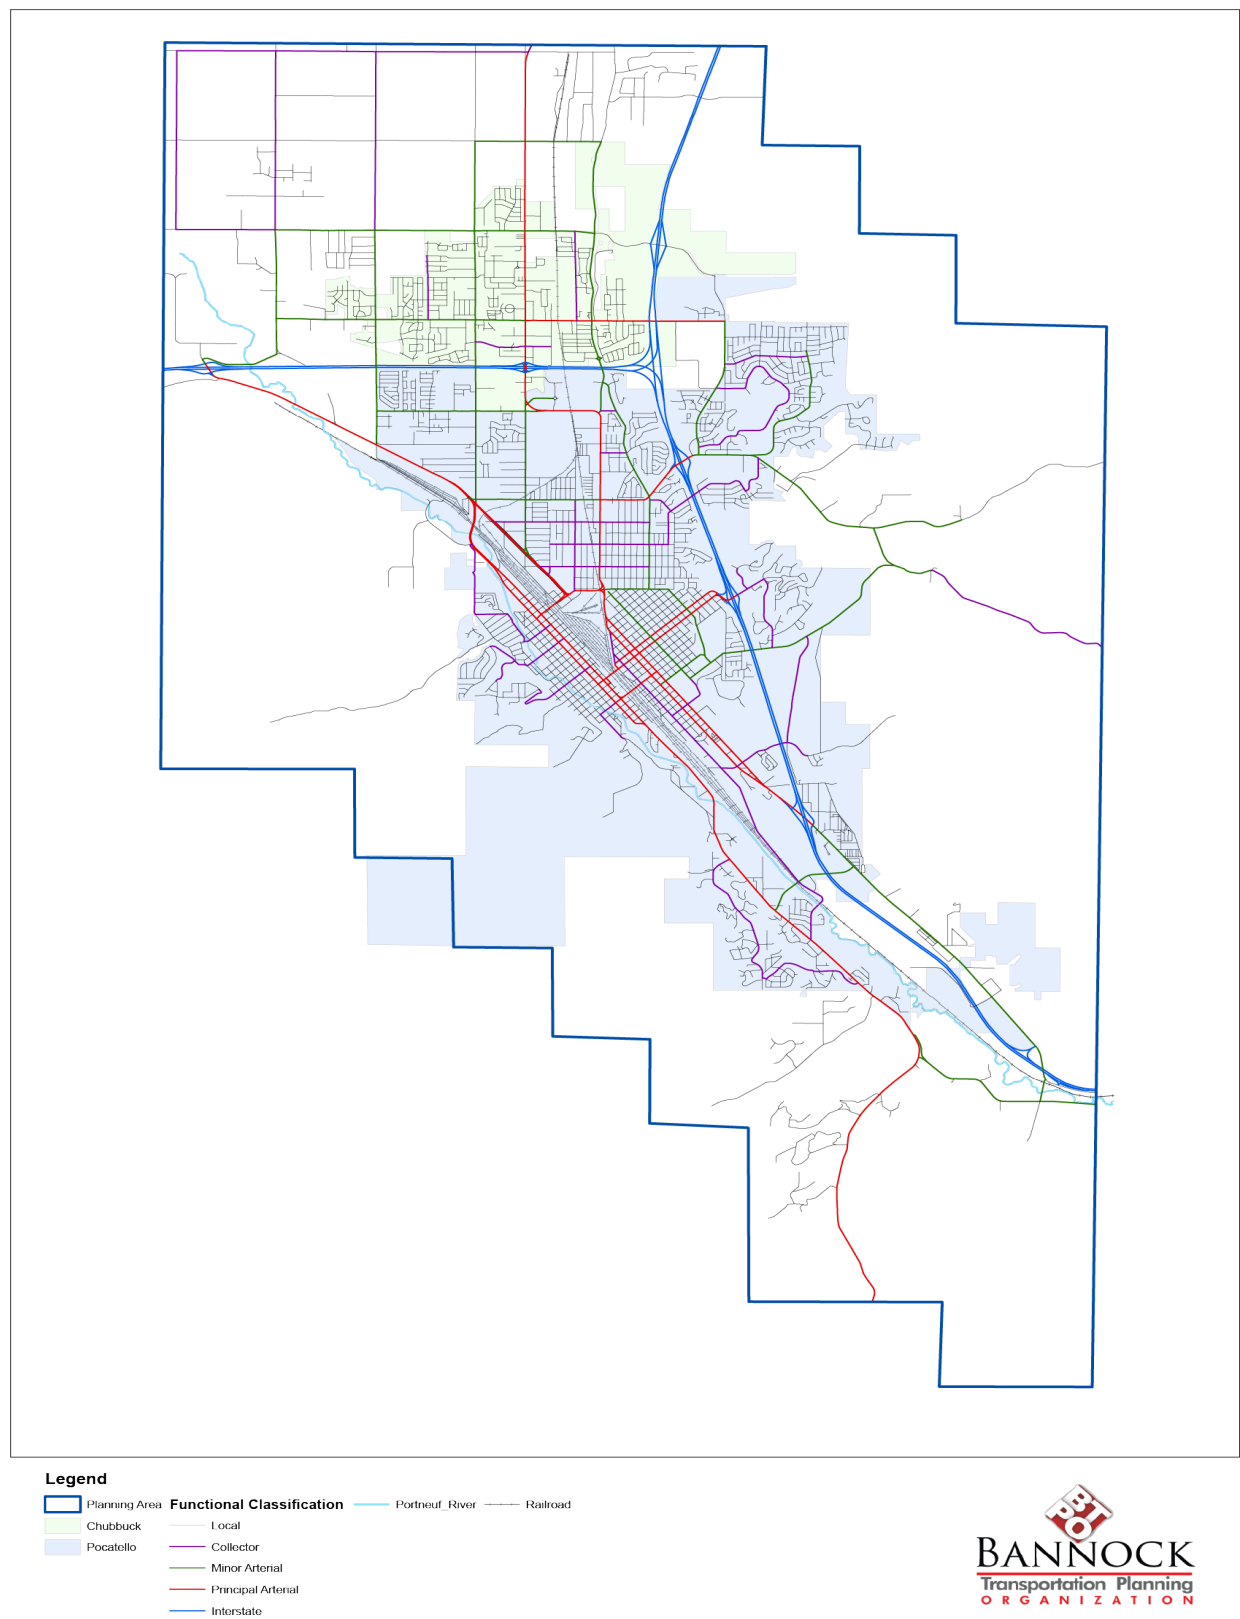 Legend
Planning Area
Chubbuck
Pocatello
Functional Classification
Local
Collector
Minor Arterial
Principal Arterial
Interstate
Portneuf_River
Railroad
BTPO
BANNOCK
Transportation Planning
ORGANIZATION